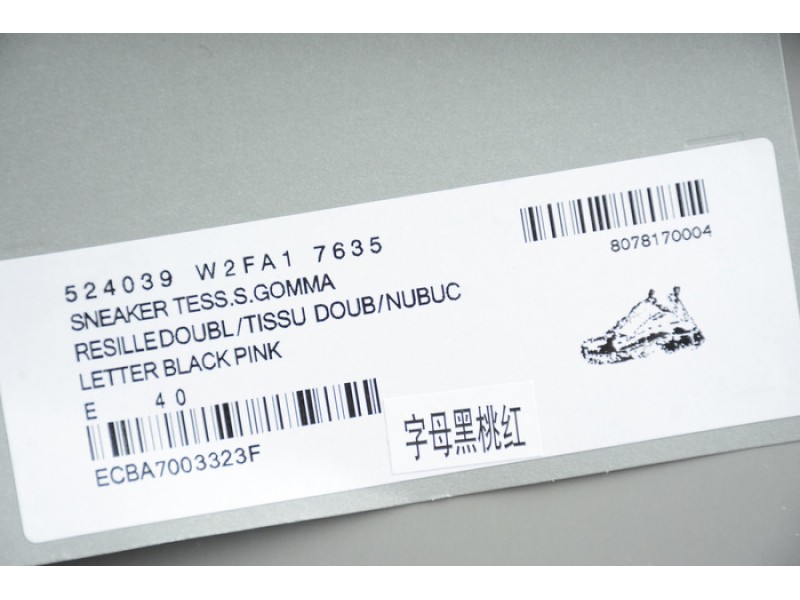 524039 W2FA1 7635
SNEAKER TESS.S.GOMMA
RESILLEDOUBL/TISSU DOUB/NUBUC
LETTER BLACK PINK
E 40
ECBA7003323F
8078170004
字母黑桃红